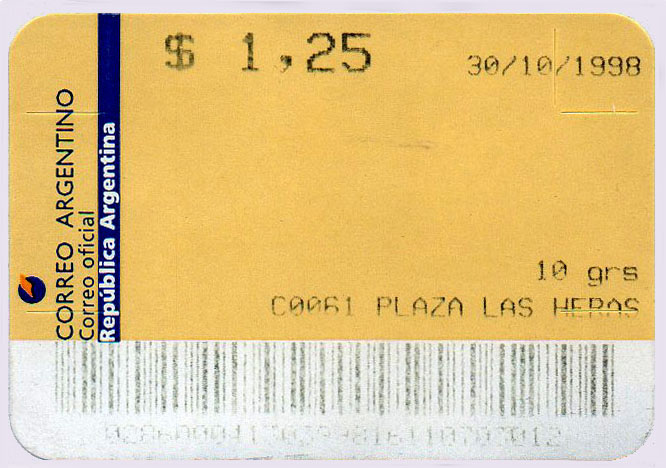 $ 1,25
30/10/1998
CORREO ARGENTINO
Correo oficial
República Argentina
10 grs
C0061 PLAZA LAS HERAS